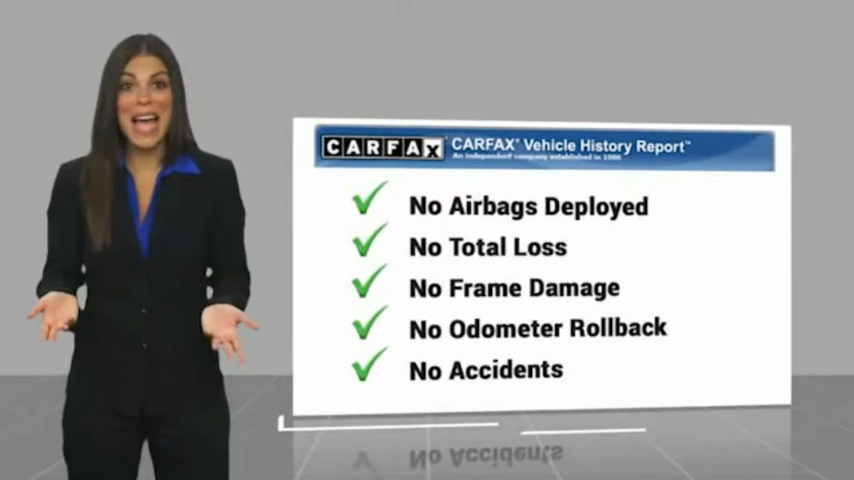 CARFAX CARFAX™ Vehicle History Report™
An independent company established in 1986
No Airbags Deployed
No Total Loss
No Frame Damage
No Odometer Rollback
No Accidents
No Accidents